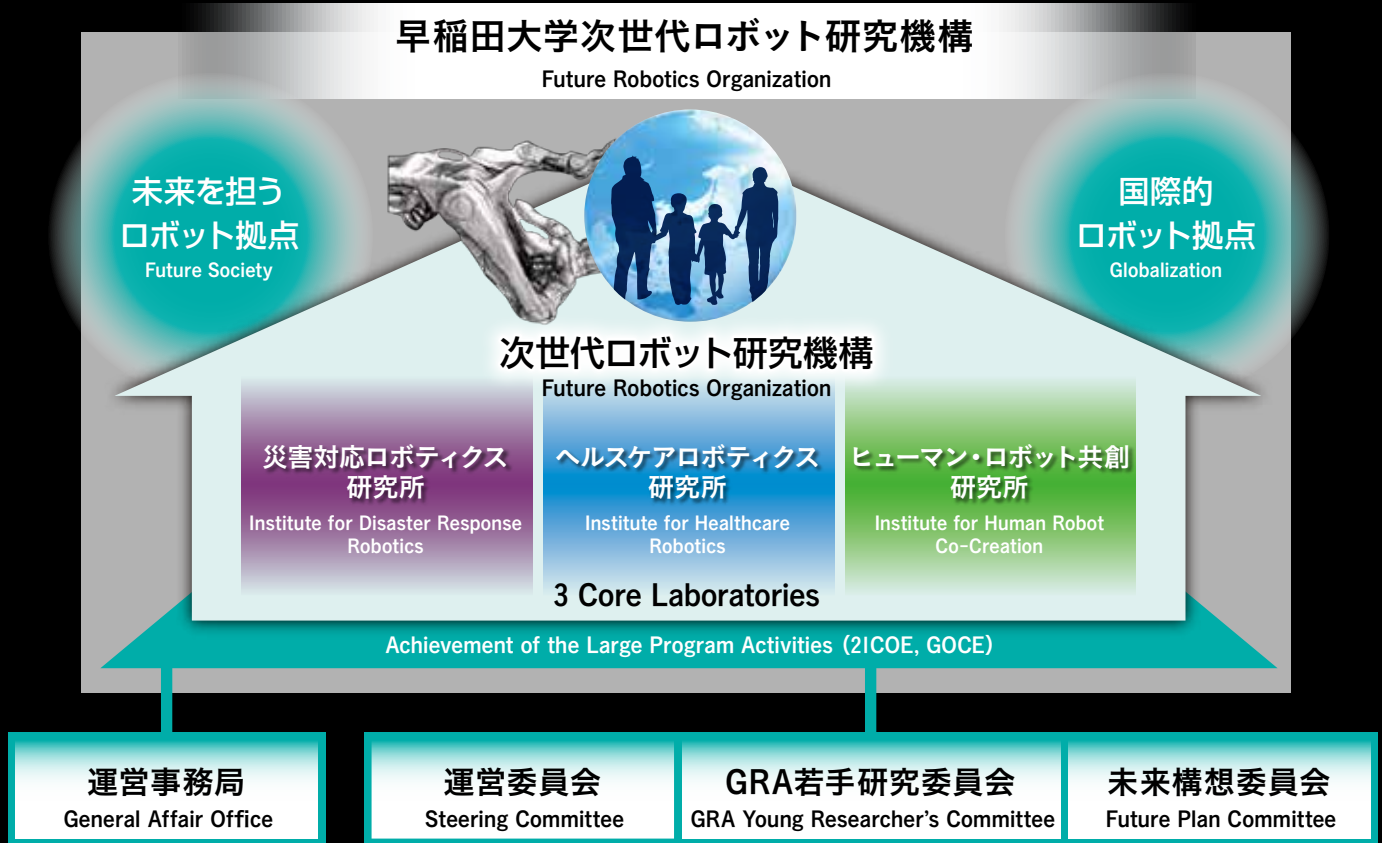 早稲田大学次世代ロボット研究機構
Future Robotics Organization
未来を担う
ロボット拠点
Future Society
国際的
ロボット拠点
Globalization
次世代ロボット研究機構
Future Robotics Organization
災害対応ロボティクス
研究所
Institute for Disaster Response
Robotics
ヘルスケアロボティクス
研究所
Institute for Healthcare
Robotics
ヒューマン・ロボット共創
研究所
Institute for Human Robot
Co-Creation
3 Core Laboratories
Achievement of the Large Program Activities (2ICOE, GOCE)
運営事務局
General Affair Office
運営委員会
Steering Committee
GRA若手研究委員会
GRA Young Researcher's Committee
未来構想委員会
Future Plan Committee